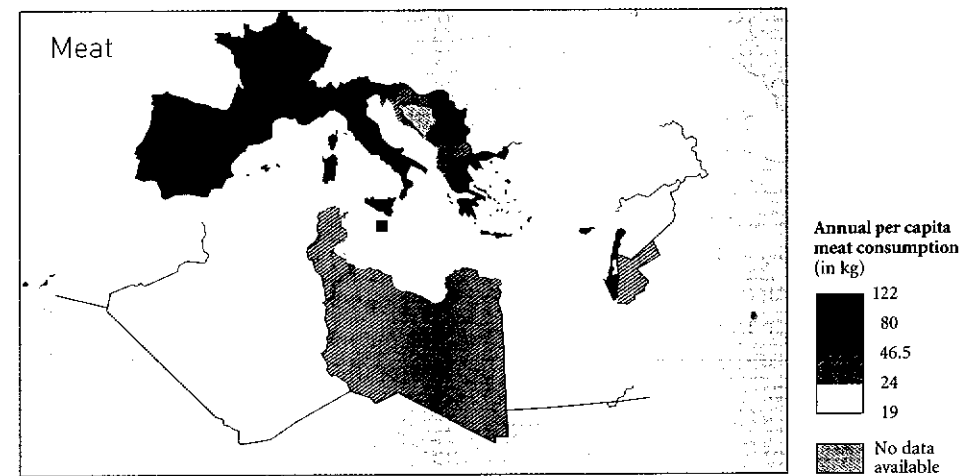 Meat
Annual per capita
meat consumption
(in kg)
122
80
46.5
24
19
No data
available